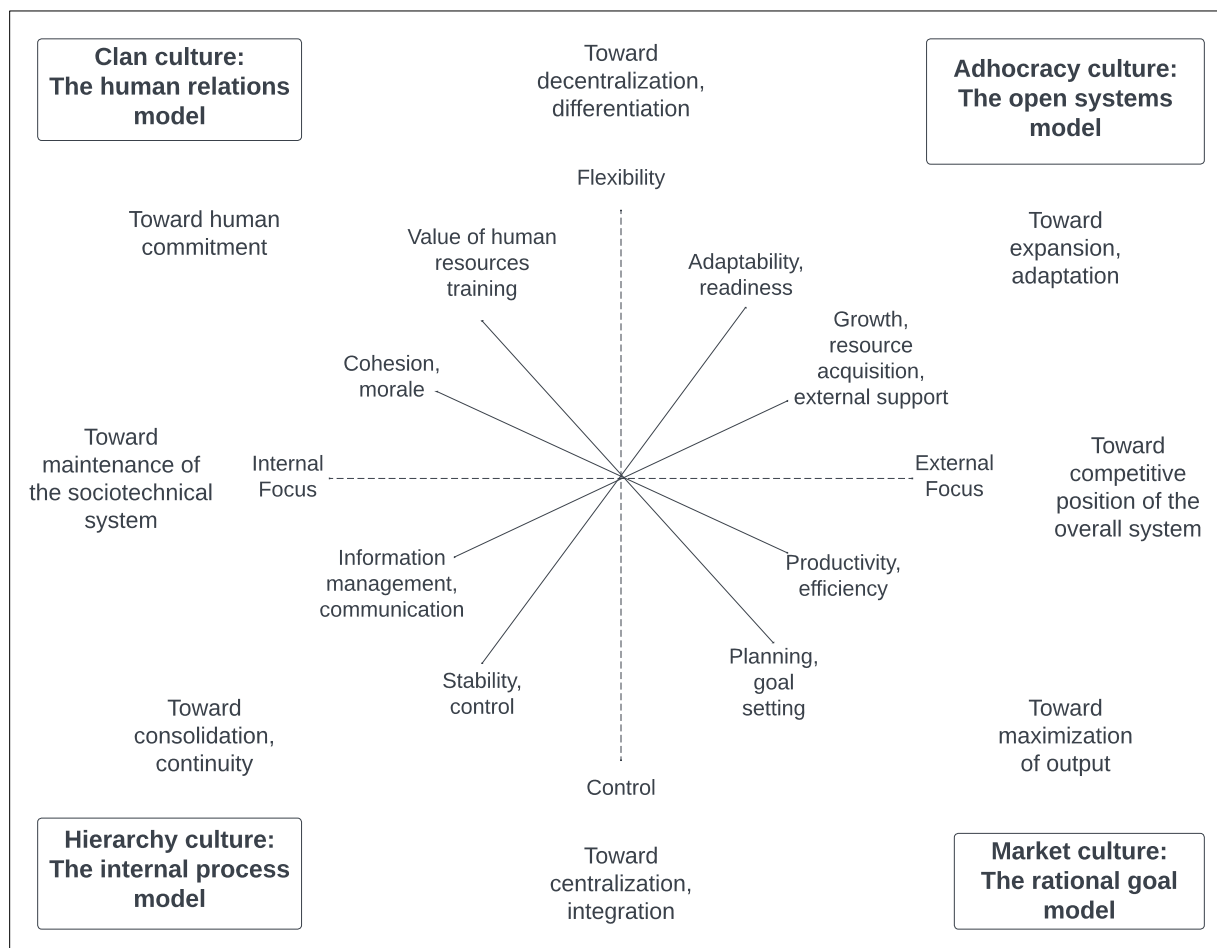 Clan culture:
The human relations
model
Toward
decentralization,
differentiation
Adhocracy culture:
The open systems
model
Flexibility
Toward human
commitment
Value of human
resources
training
Adaptability,
readiness
Toward
expansion,
adaptation
Growth,
resource
acquisition,
external support
Cohesion,
morale
Toward
maintenance of
the sociotechnical
system
Internal
Focus
External
Focus
Toward
competitive
position of the
overall system
Information
management,
communication
Productivity,
efficiency
Stability,
control
Planning,
goal
setting
Toward
consolidation,
continuity
Toward
maximization
of output
Control
Hierarchy culture:
The internal process
model
Toward
centralization,
integration
Market culture:
The rational goal
model